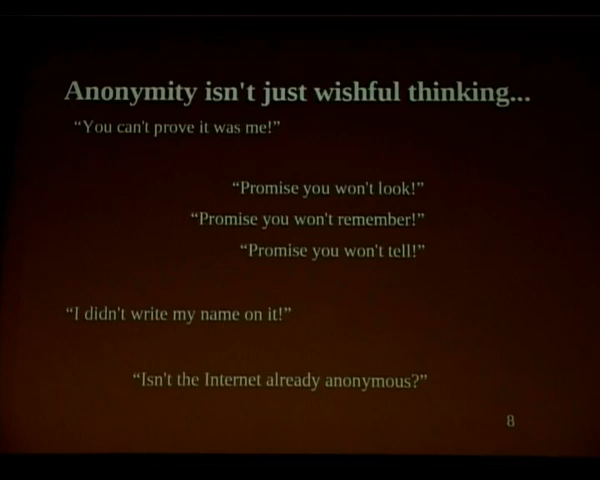 Anonymity isn't just wishful thinking...
“You can't prove it was me!”
“Promise you won't look!”
“Promise you won't remember!”
“Promise you won't tell!”
“I didn't write my name on it!”
“Isn't the Internet already anonymous?”
8